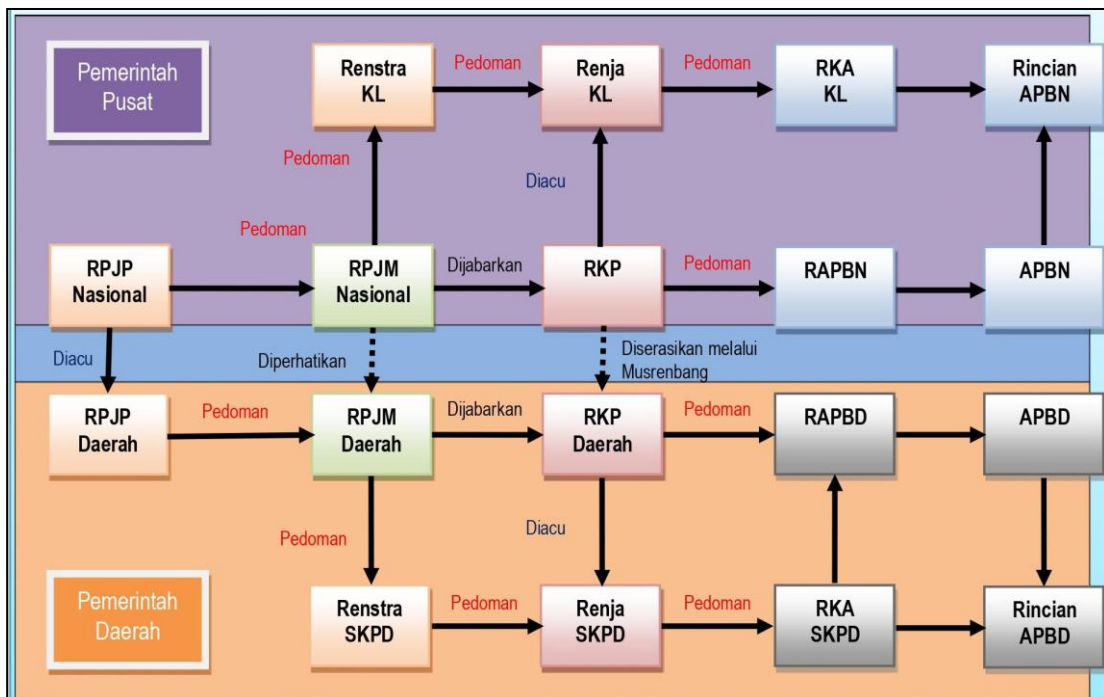 Pemerintah
Pusat
Renstra
KL
Pedoman
Renja
KL
Pedoman
RKA
KL
Rincian
APBN
Pedoman
Diacu
Pedoman
RPJP
Nasional
RPJM
Nasional
Dijabarkan
RKP
Pedoman
RAPBN
APBN
Diacu
Diperhatikan
Diserasikan melalui
Musrenbang
RPJP
Daerah
Pedoman
RPJM
Daerah
Dijabarkan
RKP
Daerah
Pedoman
RAPBD
APBD
Pedoman
Diacu
Pemerintah
Daerah
Renstra
SKPD
Pedoman
Renja
SKPD
Pedoman
RKA
SKPD
Rincian
APBD